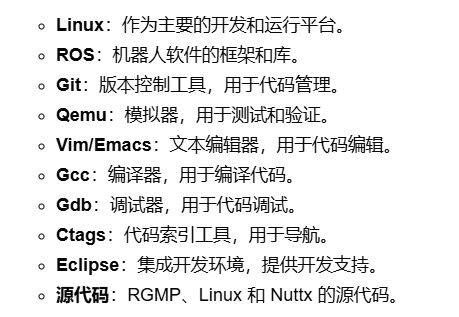 Linux：作为主要的开发和运行平台。
ROS：机器人软件的框架和库。
Git：版本控制工具，用于代码管理。
Qemu：模拟器，用于测试和验证。
Vim/Emacs：文本编辑器，用于代码编辑。
Gcc：编译器，用于编译代码。
Gdb：调试器，用于代码调试。
Ctags：代码索引工具，用于导航。
Eclipse：集成开发环境，提供开发支持。
源代码：RGMP、Linux 和 Nuttx 的源代码。